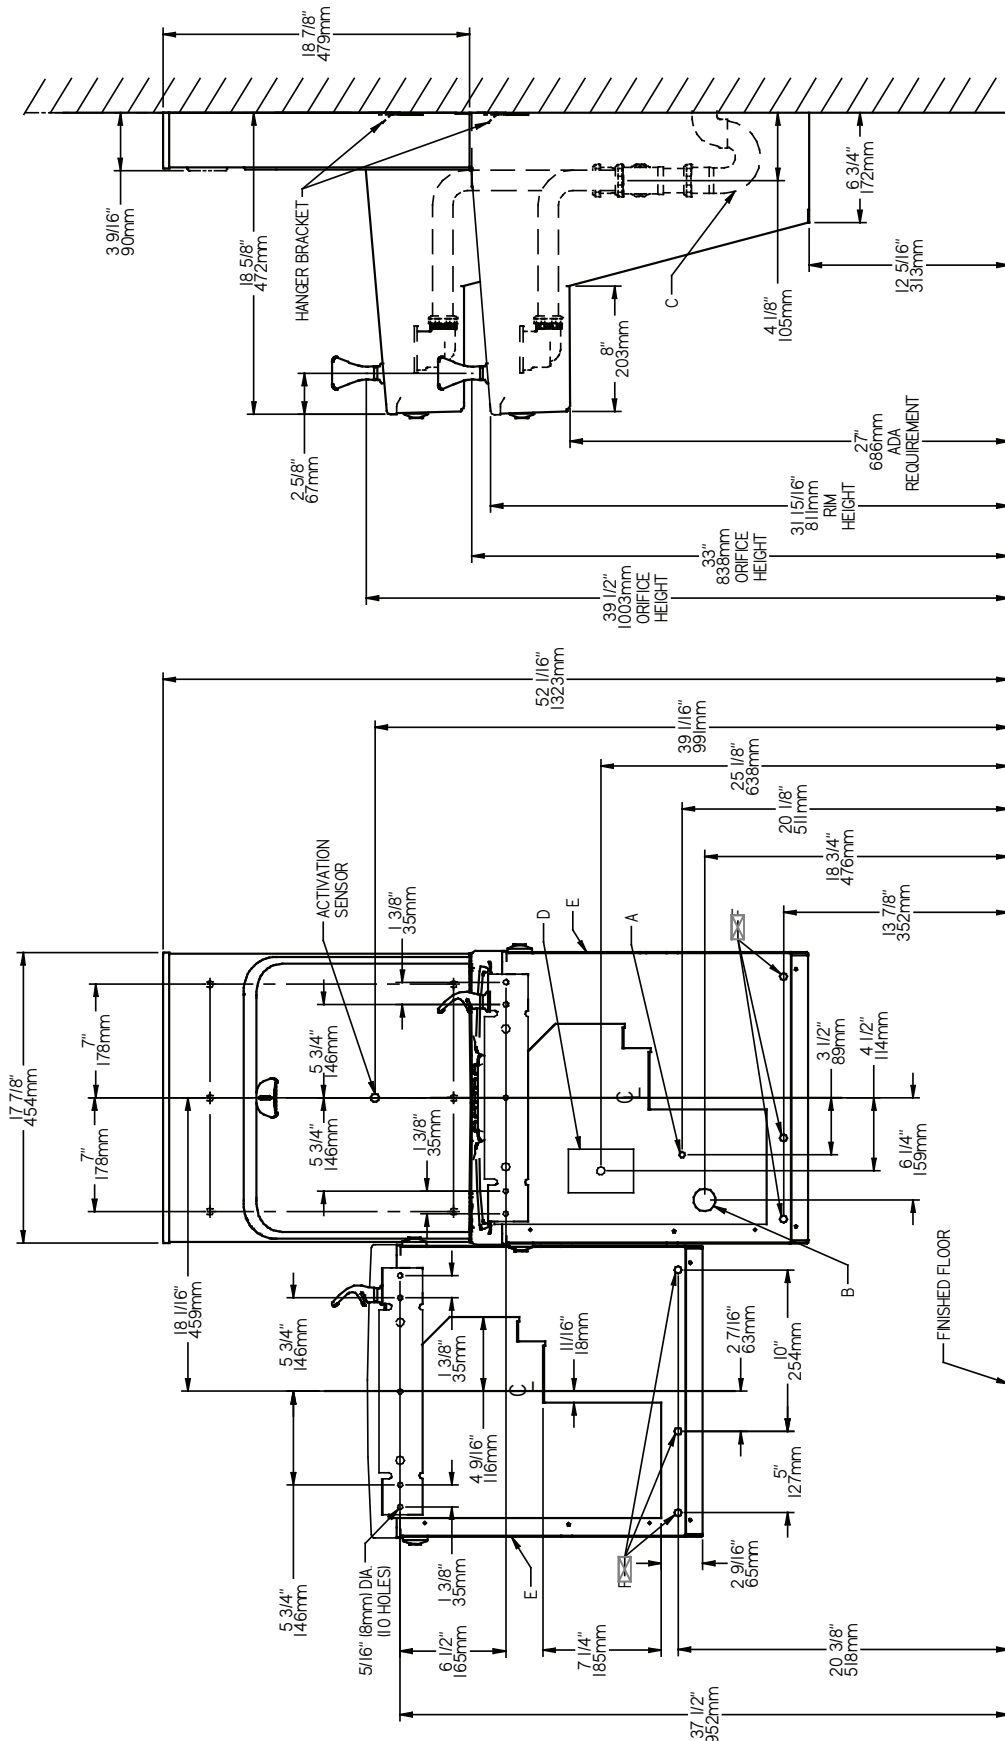 18 7/8"
479mm
3 9/16"
90mm
18 5/8"
472mm
HANGER BRACKET
2 5/8"
67mm
8"
203mm
C
4 1/8"
105mm
6 3/4"
172mm
12 5/16"
313mm
27"
686mm
ADA
REQUIREMENT
31 15/16"
811mm
RIM
HEIGHT
33"
838mm
ORIFICE
HEIGHT
39 1/2"
1003mm
ORIFICE
HEIGHT
52 1/16"
1323mm
39 1/16"
991mm
25 1/8"
638mm
20 1/8"
511mm
18 3/4"
476mm
13 7/8"
352mm
17 7/8"
454mm
7"
178mm
7"
178mm
ACTIVATION
SENSOR
1 3/8"
35mm
5 3/4"
146mm
5 3/4"
146mm
1 3/8"
35mm
D
E
A
B
C
L
3 1/2"
89mm
4 1/2"
114mm
6 1/4"
159mm
FINISHED FLOOR
18 1/16"
459mm
5 3/4"
146mm
5 3/4"
146mm
1 3/8"
35mm
11/16"
18mm
C
L
4 9/16"
116mm
2 7/16"
63mm
10"
254mm
5"
127mm
5/16" (8mm) DIA.
(10 HOLES)
1 3/8"
35mm
E
6 1/2"
165mm
7 1/4"
185mm
2 9/16"
65mm
20 3/8"
518mm
37 1/2"
952mm